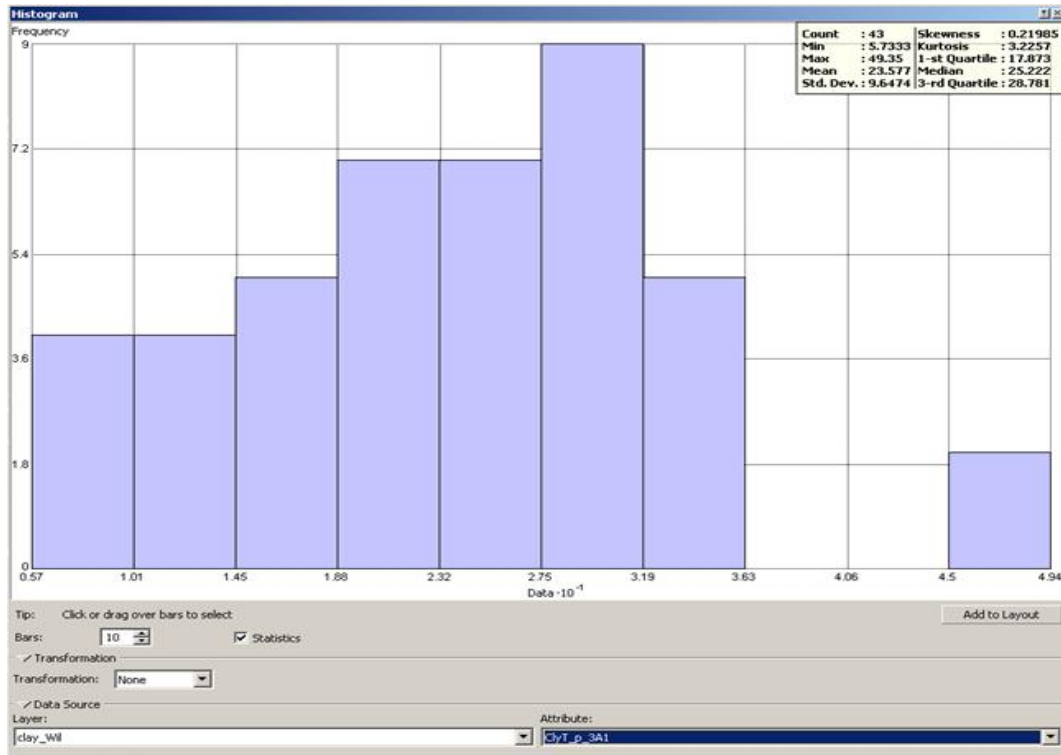 Histogram
Frequency
Count : 43 Skewness : 0.21985
Min : 5.7333 Kurtosis : 3.2257
Max : 49.35 1-st Quartile : 17.873
Mean : 23.577 Median : 25.222
Std. Dev. : 9.6474 3-rd Quartile : 28.781
9
7.2
5.4
3.6
1.8
0
0.57 1.01 1.45 1.88 2.32 2.75 3.19 3.63 4.06 4.5 4.94
Data ·10⁻¹
Tip: Click or drag over bars to select Add to Layout
Bars: 10 Statistics
Transformation
Transformation: None
Data Source
Layer: Attribute:
clay_Wil ClyT_p_3A1